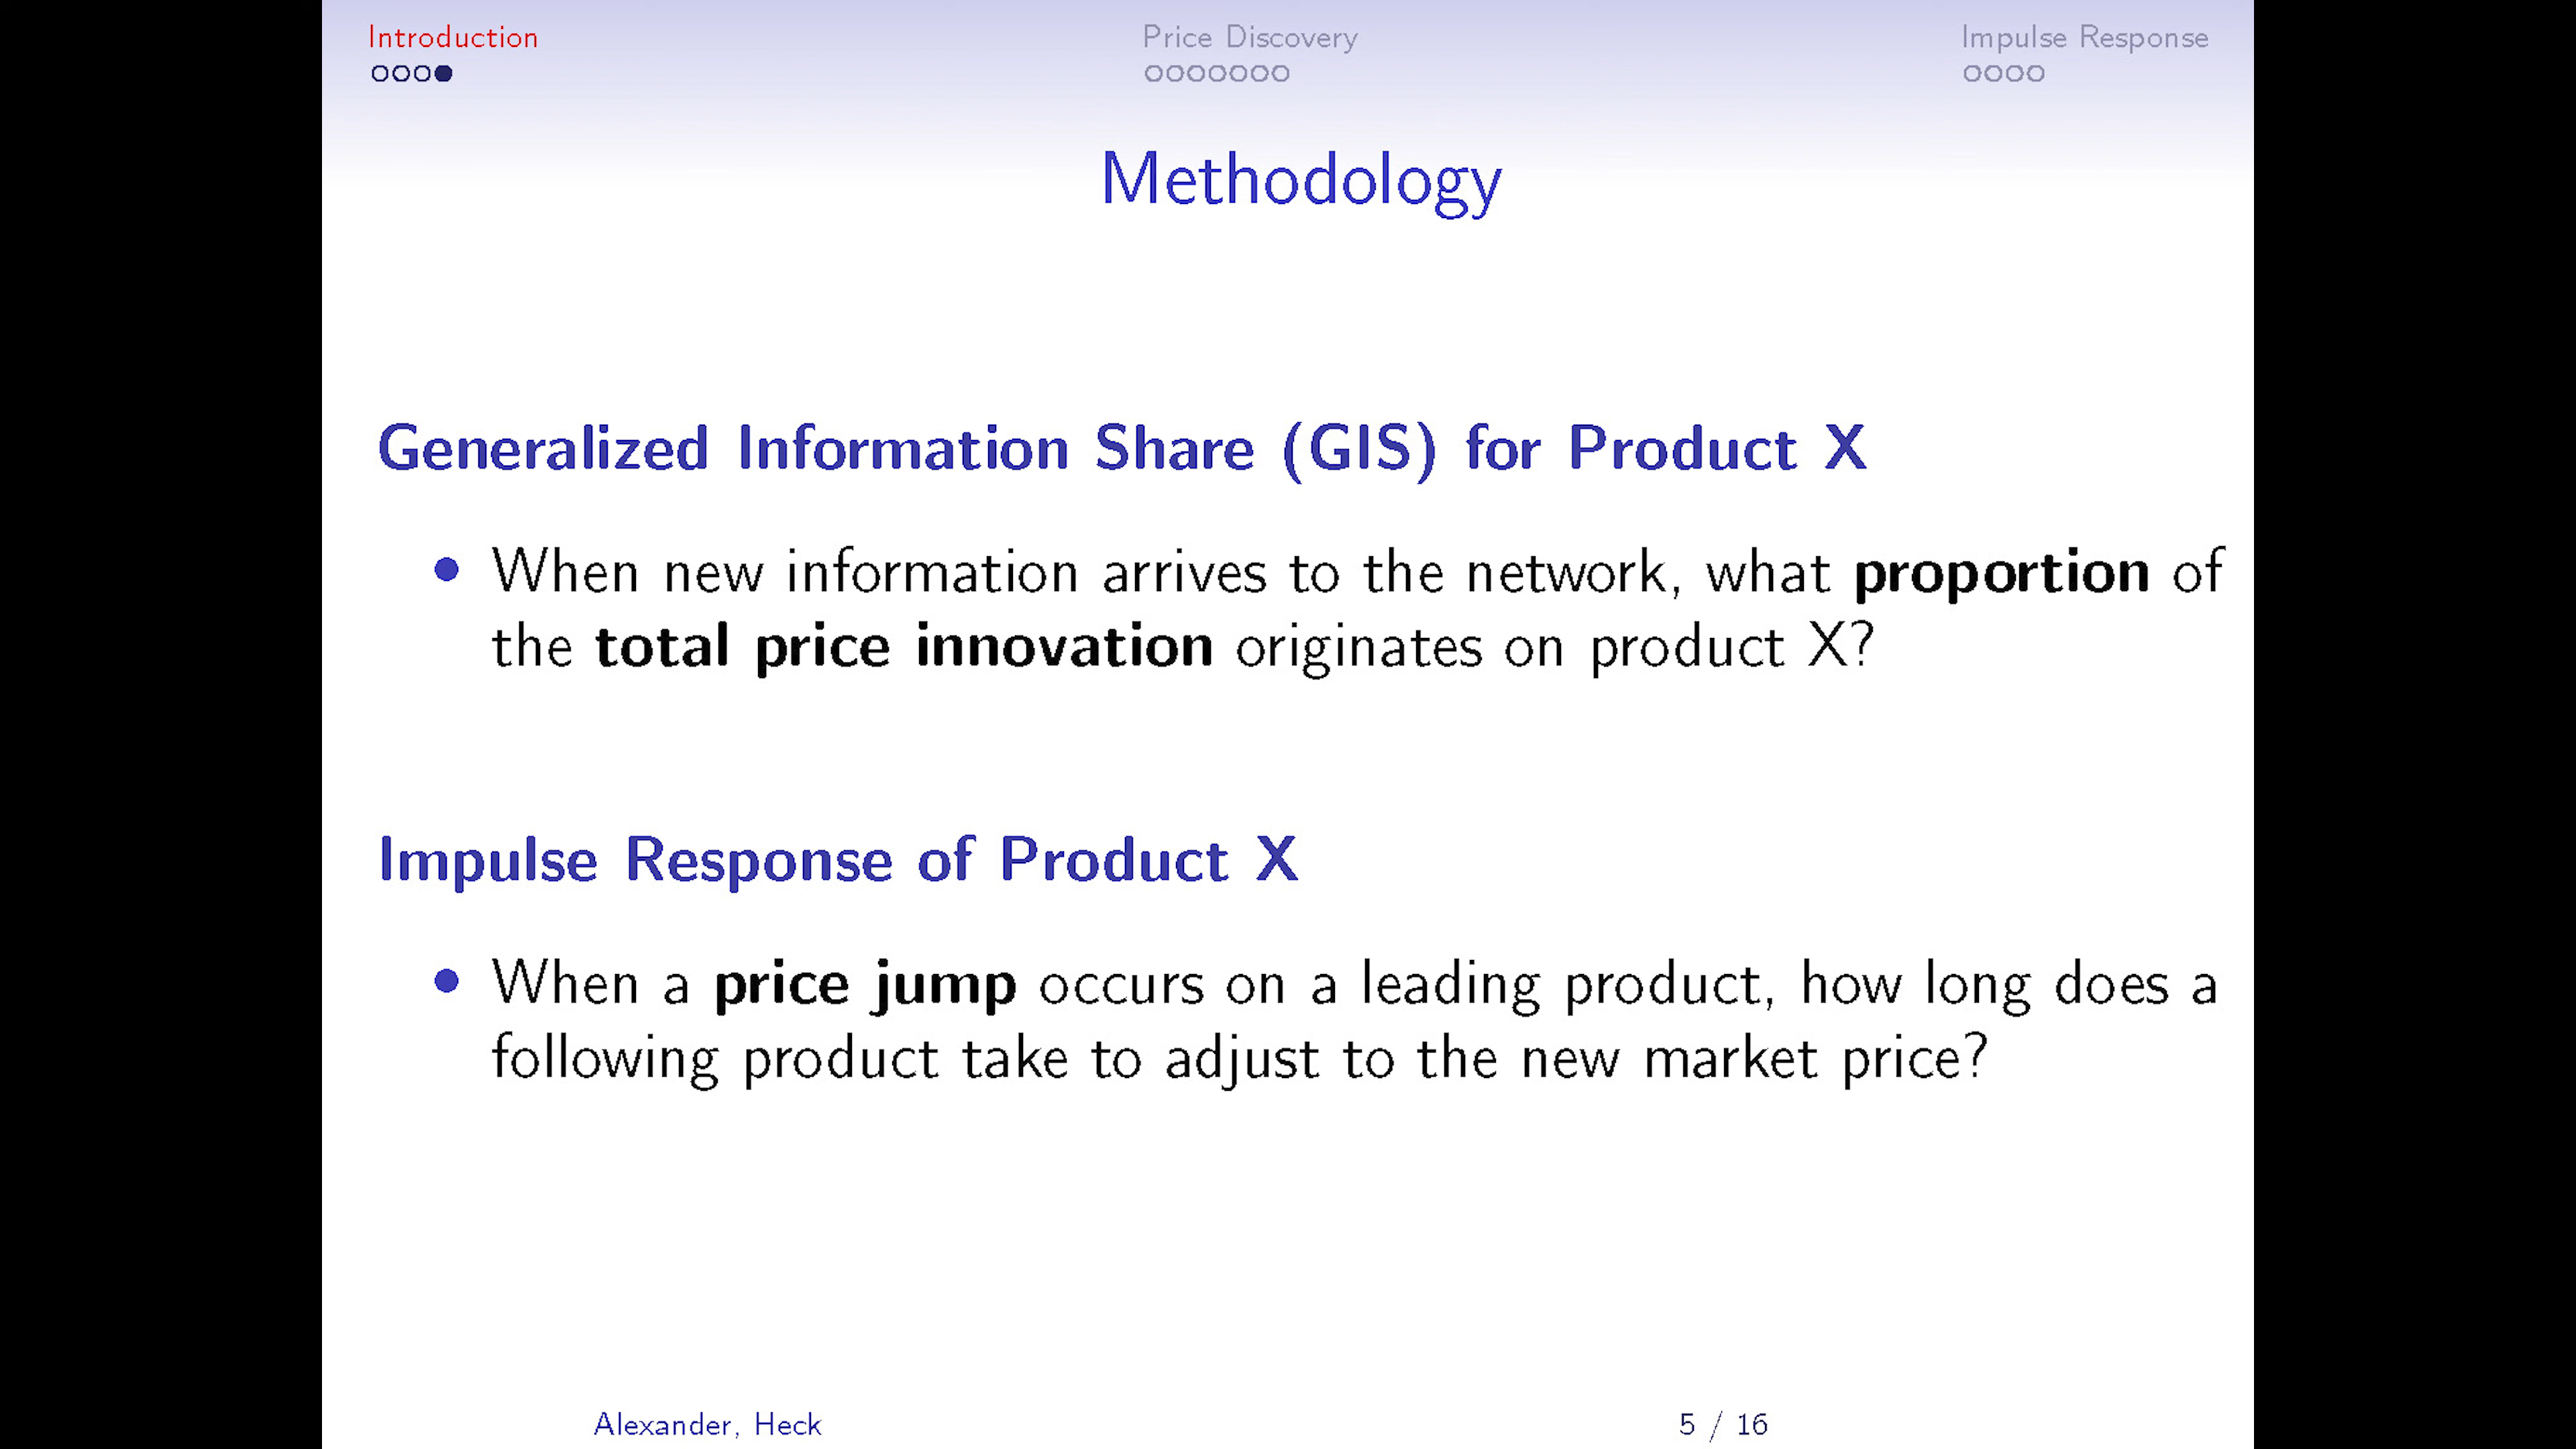 Introduction
Price Discovery
Impulse Response
Methodology
Generalized Information Share (GIS) for Product X
• When new information arrives to the network, what proportion of
the total price innovation originates on product X?
Impulse Response of Product X
• When a price jump occurs on a leading product, how long does a
following product take to adjust to the new market price?
Alexander, Heck
5 / 16